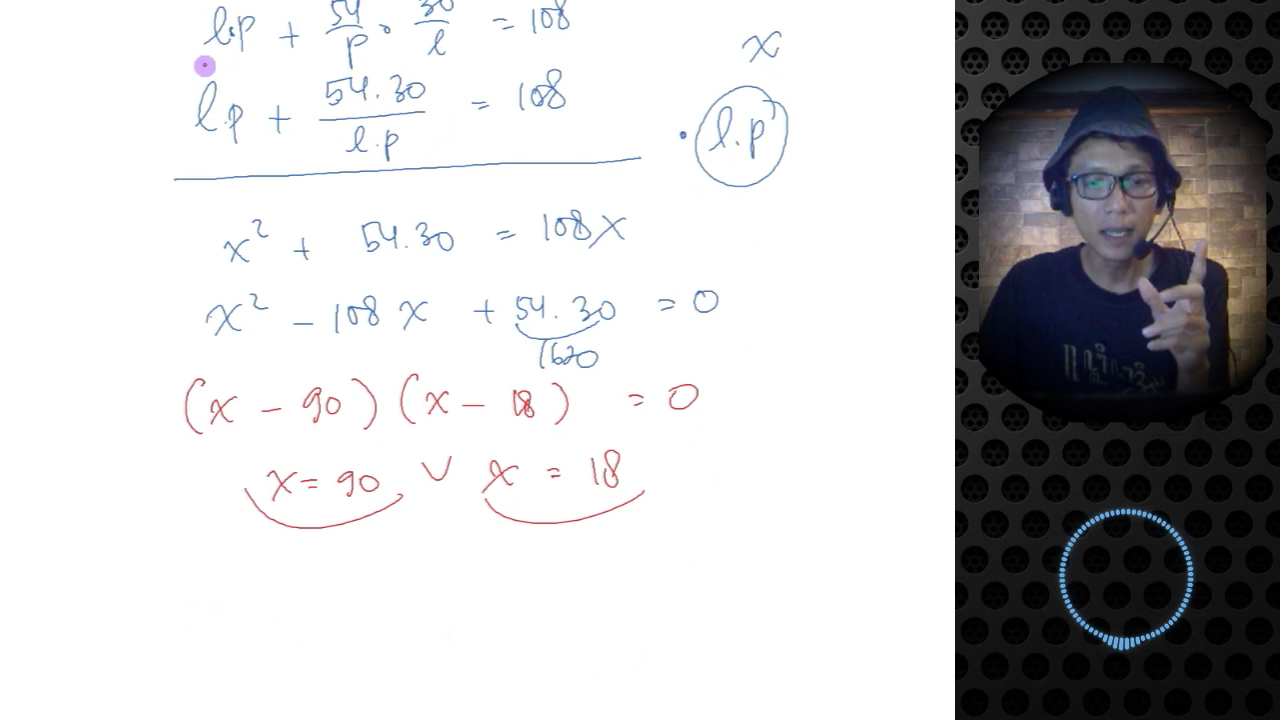 l.p + 54/p . 30/l = 108
x
l.p + 54.30/l.p = 108
. l.p
x² + 54.30 = 108x
x² - 108x + 54.30 = 0
1620
(x - 90) (x - 18) = 0
x = 90 ∨ x = 18